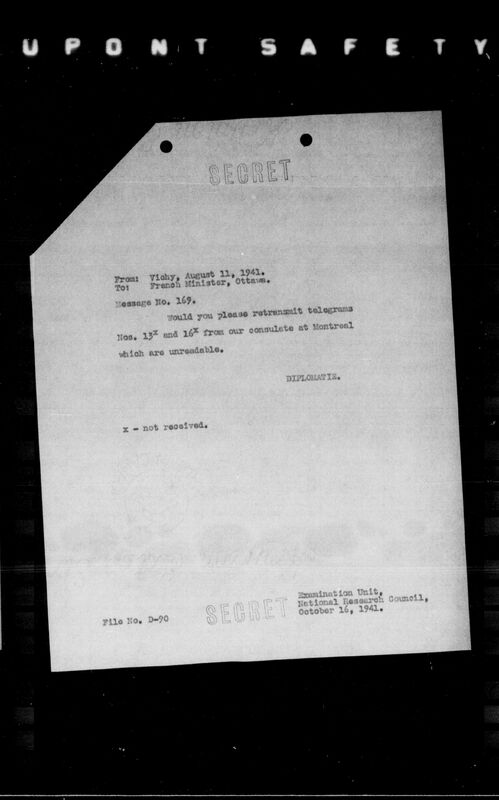 UPONT SAFETY
SECRET
From: Vichy, August 11, 1941.
To: French Minister, Ottawa.
Message No. 169.
Would you please retransmit telegrams
Nos. 13x and 16x from our consulate at Montreal
which are unreadable.
DIPLOMATIE.
x - not received.
Examination Unit,
National Research Council,
October 16, 1941.
SECRET
File No. D-90